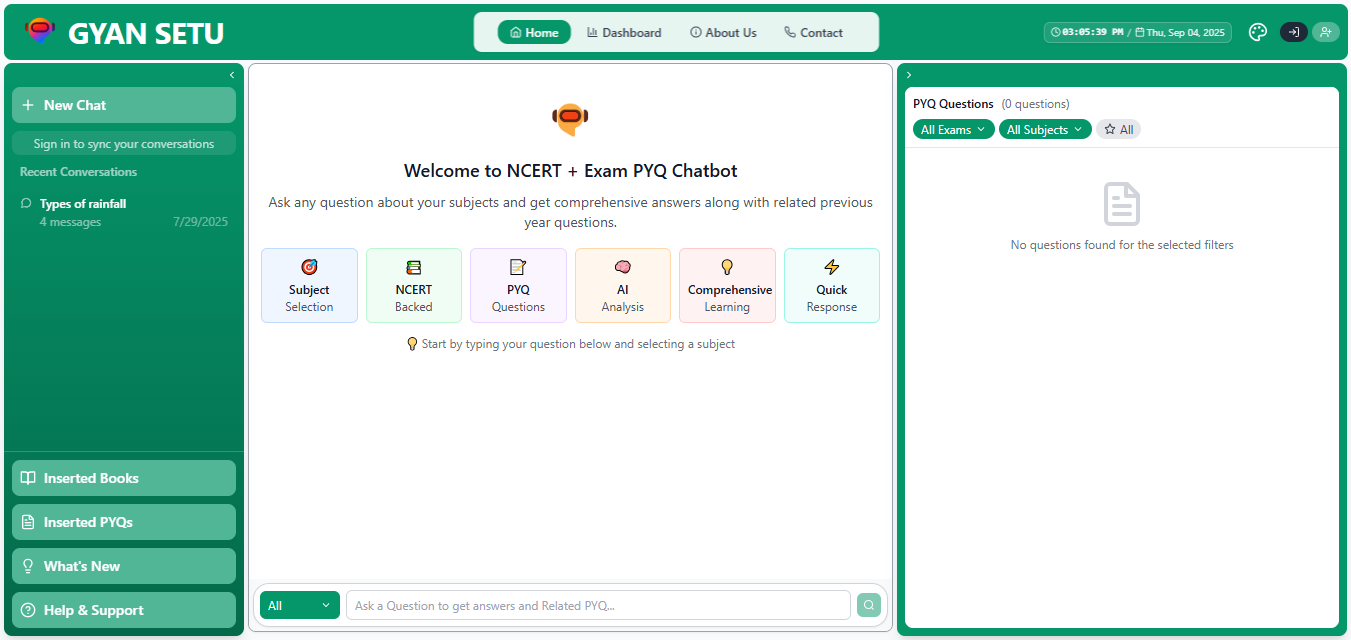 GYAN SETU
Home
Dashboard
About Us
Contact
03:05:39 PM / Thu, Sep 04, 2025
New Chat
Sign in to sync your conversations
Recent Conversations
Types of rainfall
4 messages
7/29/2025
Inserted Books
Inserted PYQs
What's New
Help & Support
Welcome to NCERT + Exam PYQ Chatbot
Ask any question about your subjects and get comprehensive answers along with related previous
year questions.
Subject
Selection
NCERT
Backed
PYQ
Questions
AI
Analysis
Comprehensive
Learning
Quick
Response
Start by typing your question below and selecting a subject
All
Ask a Question to get answers and Related PYQ...
PYQ Questions (0 questions)
All Exams
All Subjects
All
No questions found for the selected filters